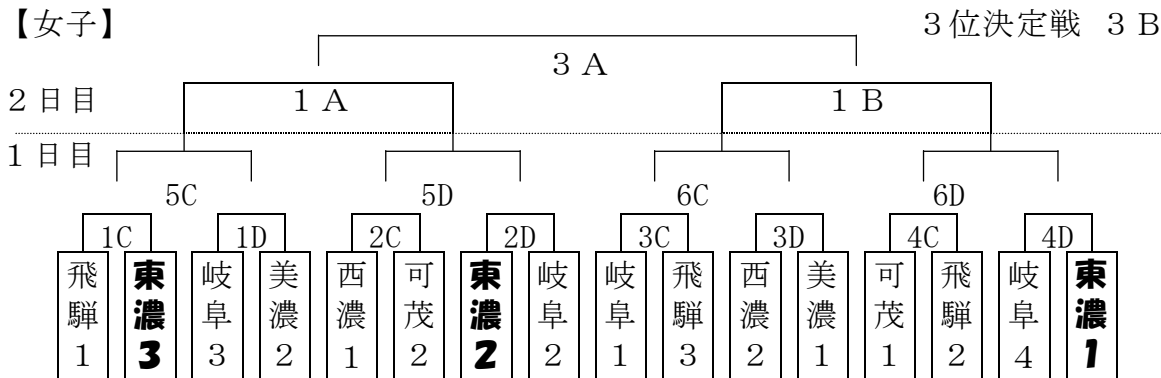 【女子】
３位決定戦 ３Ｂ
３Ａ
２日目
１Ａ
１Ｂ
１日目
5C
5D
6C
6D
1C
1D
2C
2D
3C
3D
4C
4D
飛騨１
東濃3
岐阜３
美濃２
西濃１
可茂２
東濃2
岐阜２
岐阜１
飛騨３
西濃２
美濃１
可茂１
飛騨２
岐阜４
東濃1